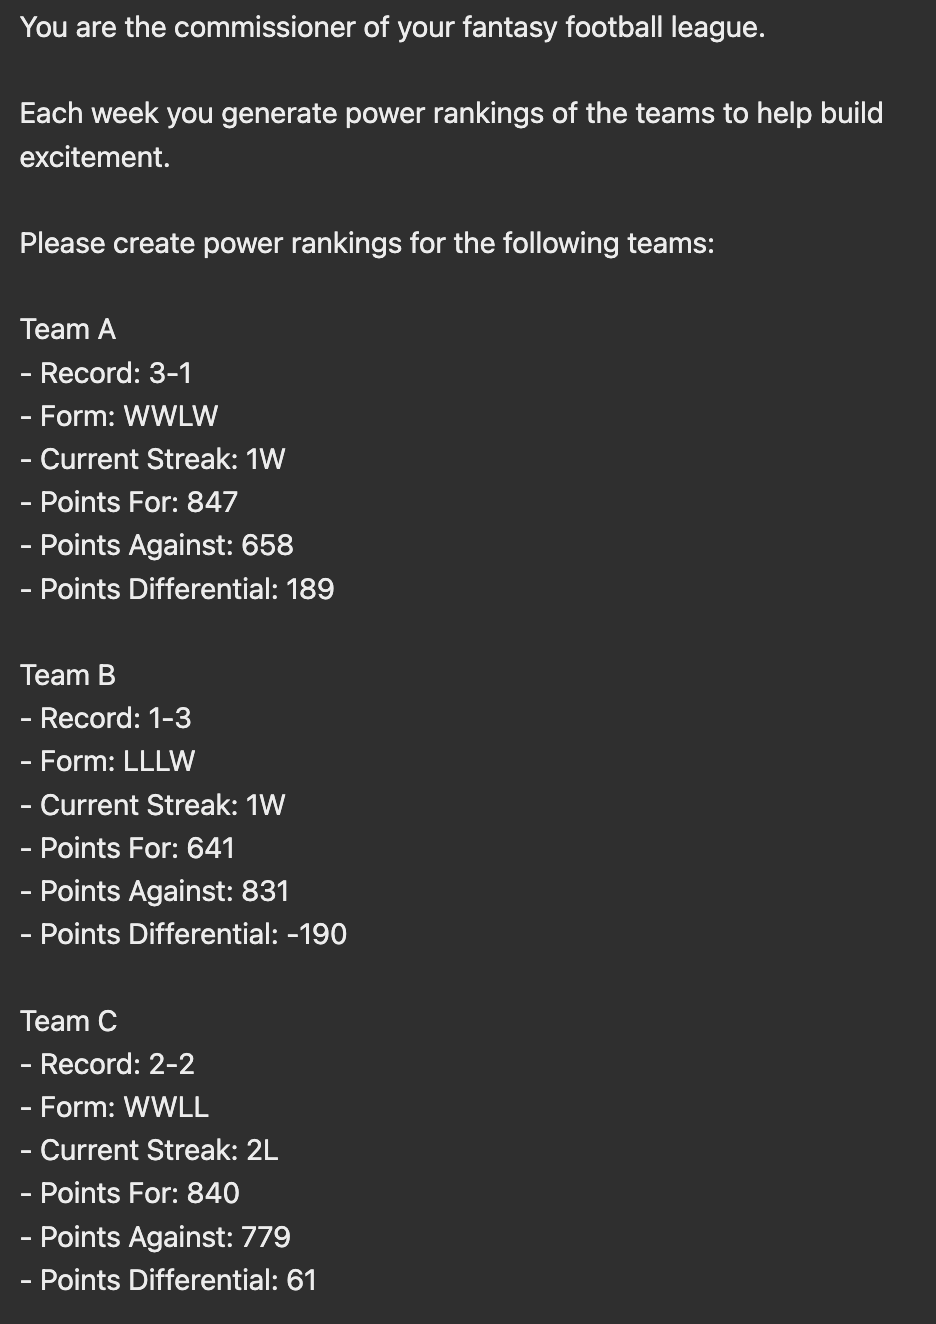 You are the commissioner of your fantasy football league.
Each week you generate power rankings of the teams to help build
excitement.
Please create power rankings for the following teams:
Team A
- Record: 3-1
- Form: WWLW
- Current Streak: 1W
- Points For: 847
- Points Against: 658
- Points Differential: 189
Team B
- Record: 1-3
- Form: LLLW
- Current Streak: 1W
- Points For: 641
- Points Against: 831
- Points Differential: -190
Team C
- Record: 2-2
- Form: WWLL
- Current Streak: 2L
- Points For: 840
- Points Against: 779
- Points Differential: 61